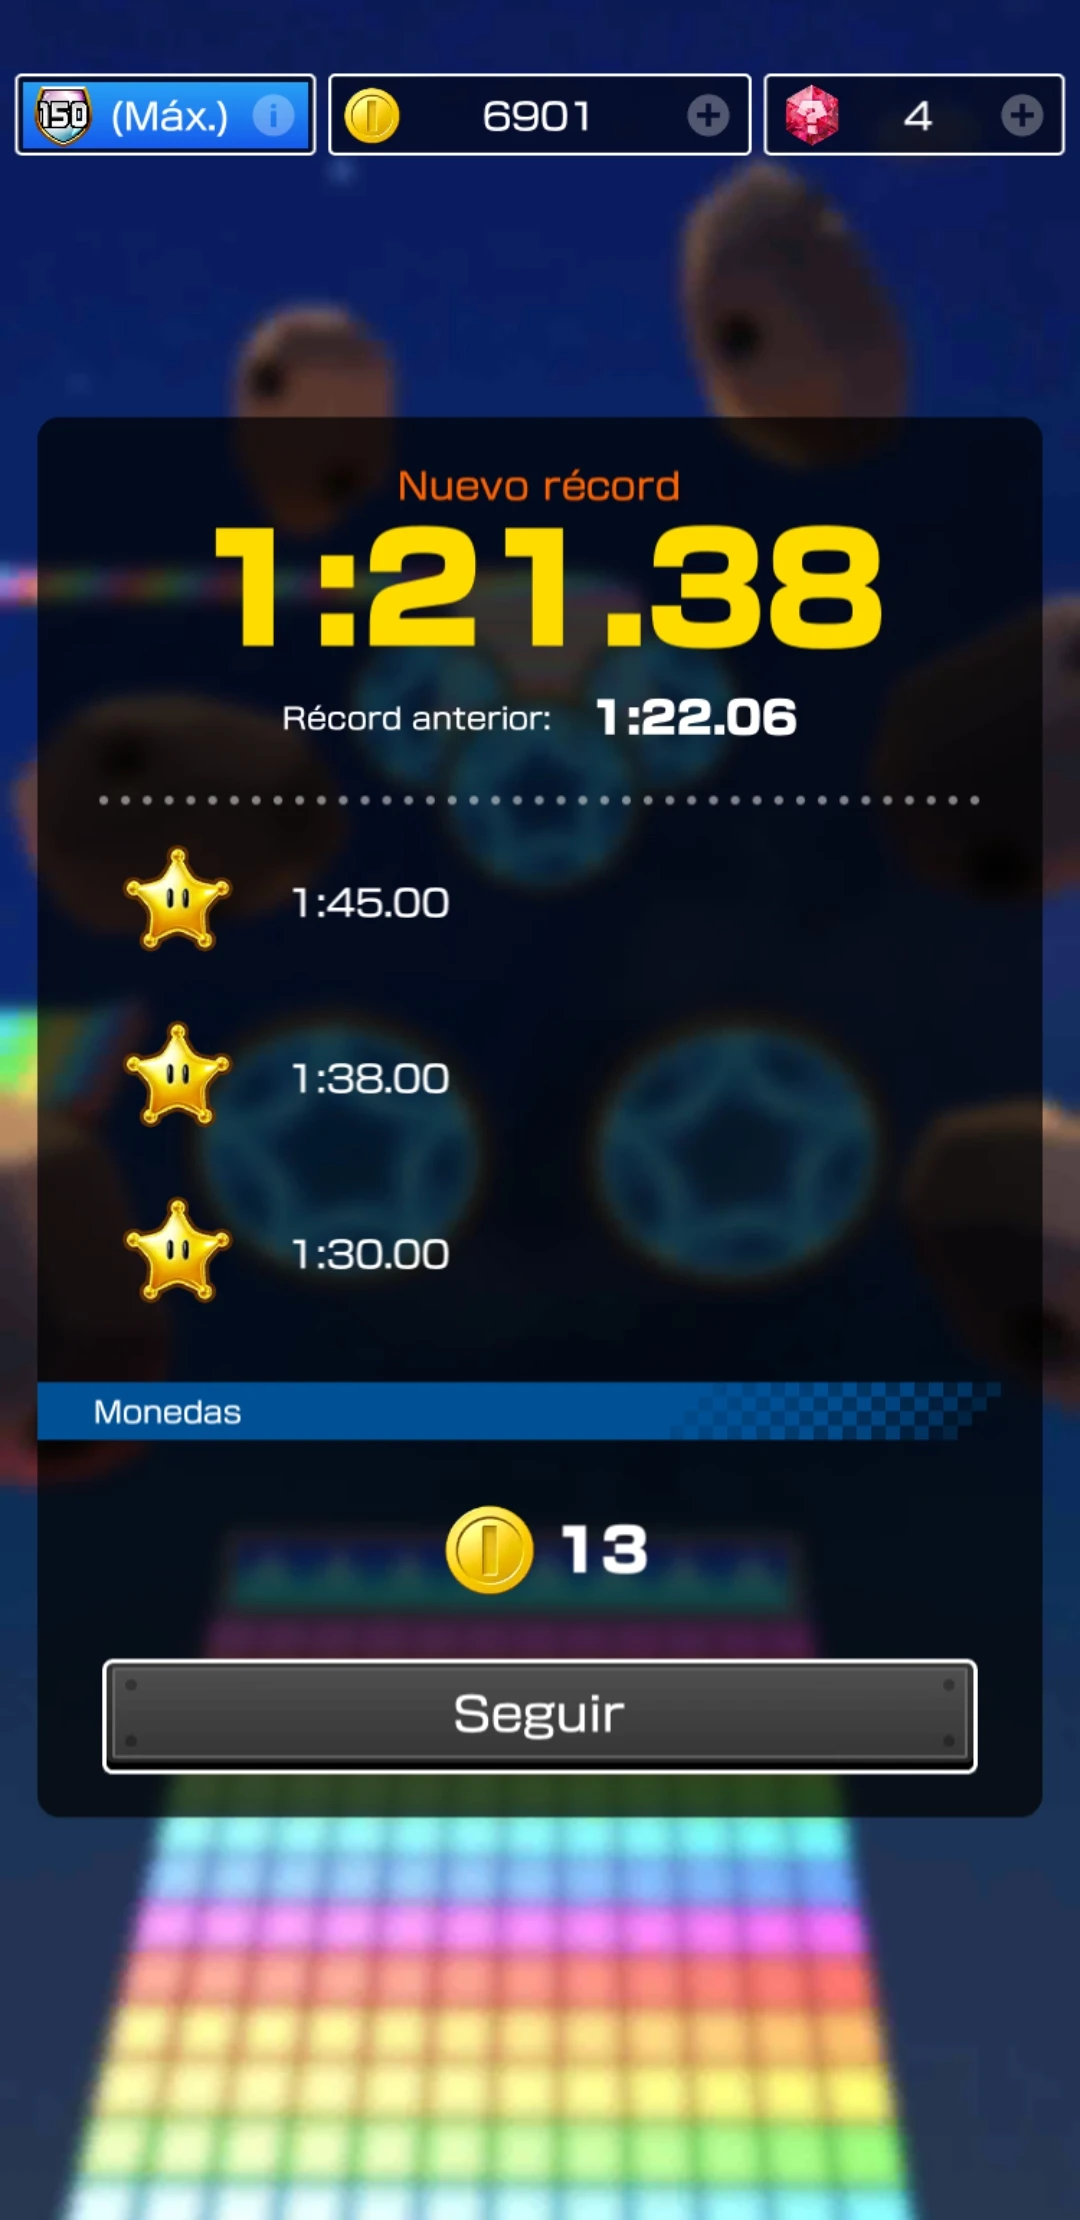 150 (Máx.) i 6901 + ? 4 +
Nuevo récord
1:21.38
Récord anterior: 1:22.06
1:45.00
1:38.00
1:30.00
Monedas
13
Seguir